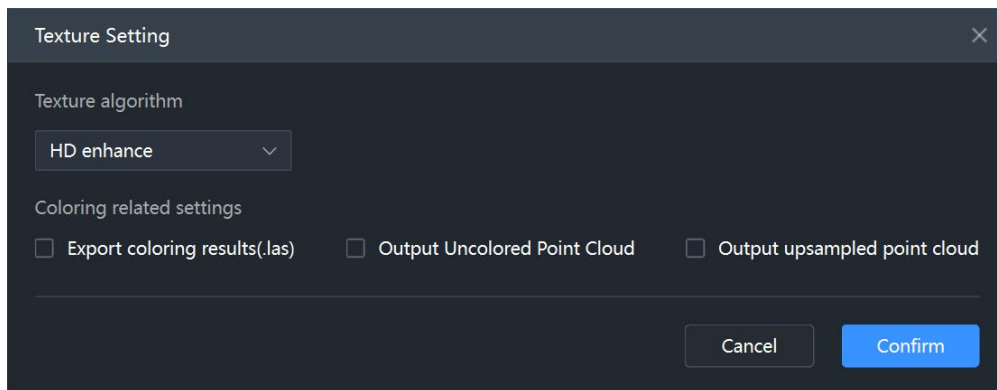 Texture Setting
Texture algorithm
HD enhance
Coloring related settings
Export coloring results(.las) Output Uncolored Point Cloud Output upsampled point cloud
Cancel Confirm